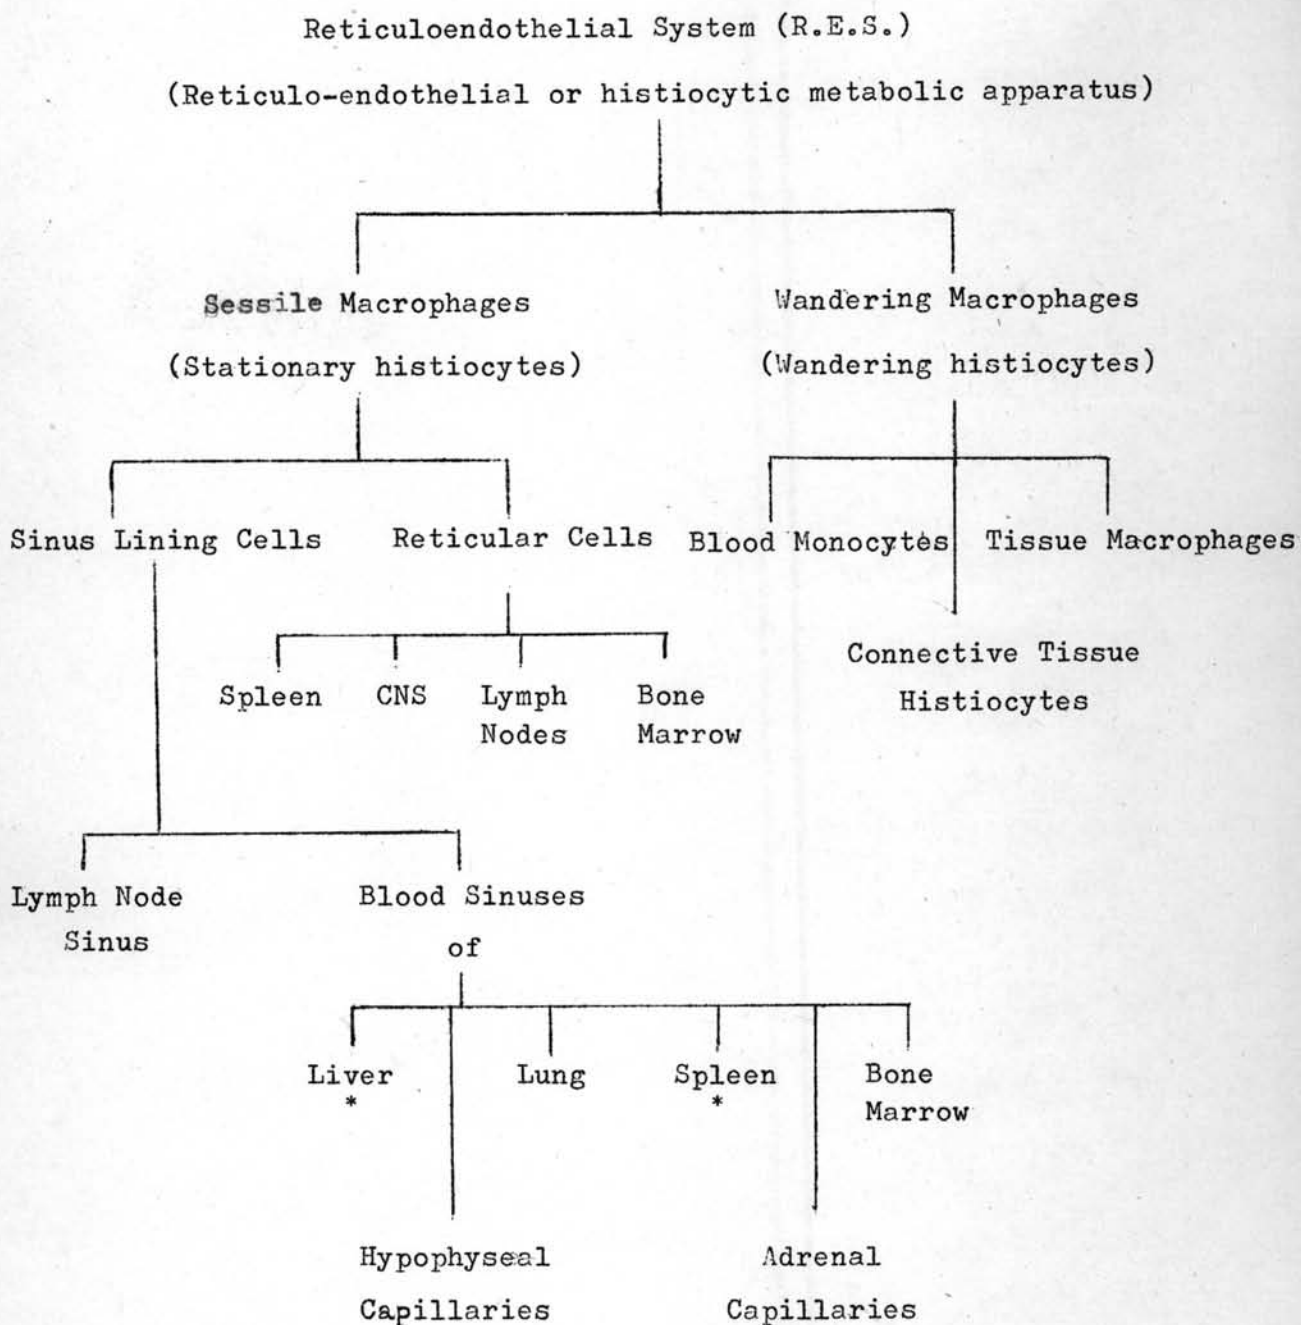 Reticuloendothelial System (R.E.S.)
(Reticulo-endothelial or histiocytic metabolic apparatus)
Sessile Macrophages
(Stationary histiocytes)
Wandering Macrophages
(Wandering histiocytes)
Sinus Lining Cells
Reticular Cells
Blood Monocytes
Tissue Macrophages
Connective Tissue
Histiocytes
Spleen
CNS
Lymph
Nodes
Bone
Marrow
Lymph Node
Sinus
Blood Sinuses
of
Liver
*
Lung
Spleen
*
Bone
Marrow
Hypophyseal
Capillaries
Adrenal
Capillaries